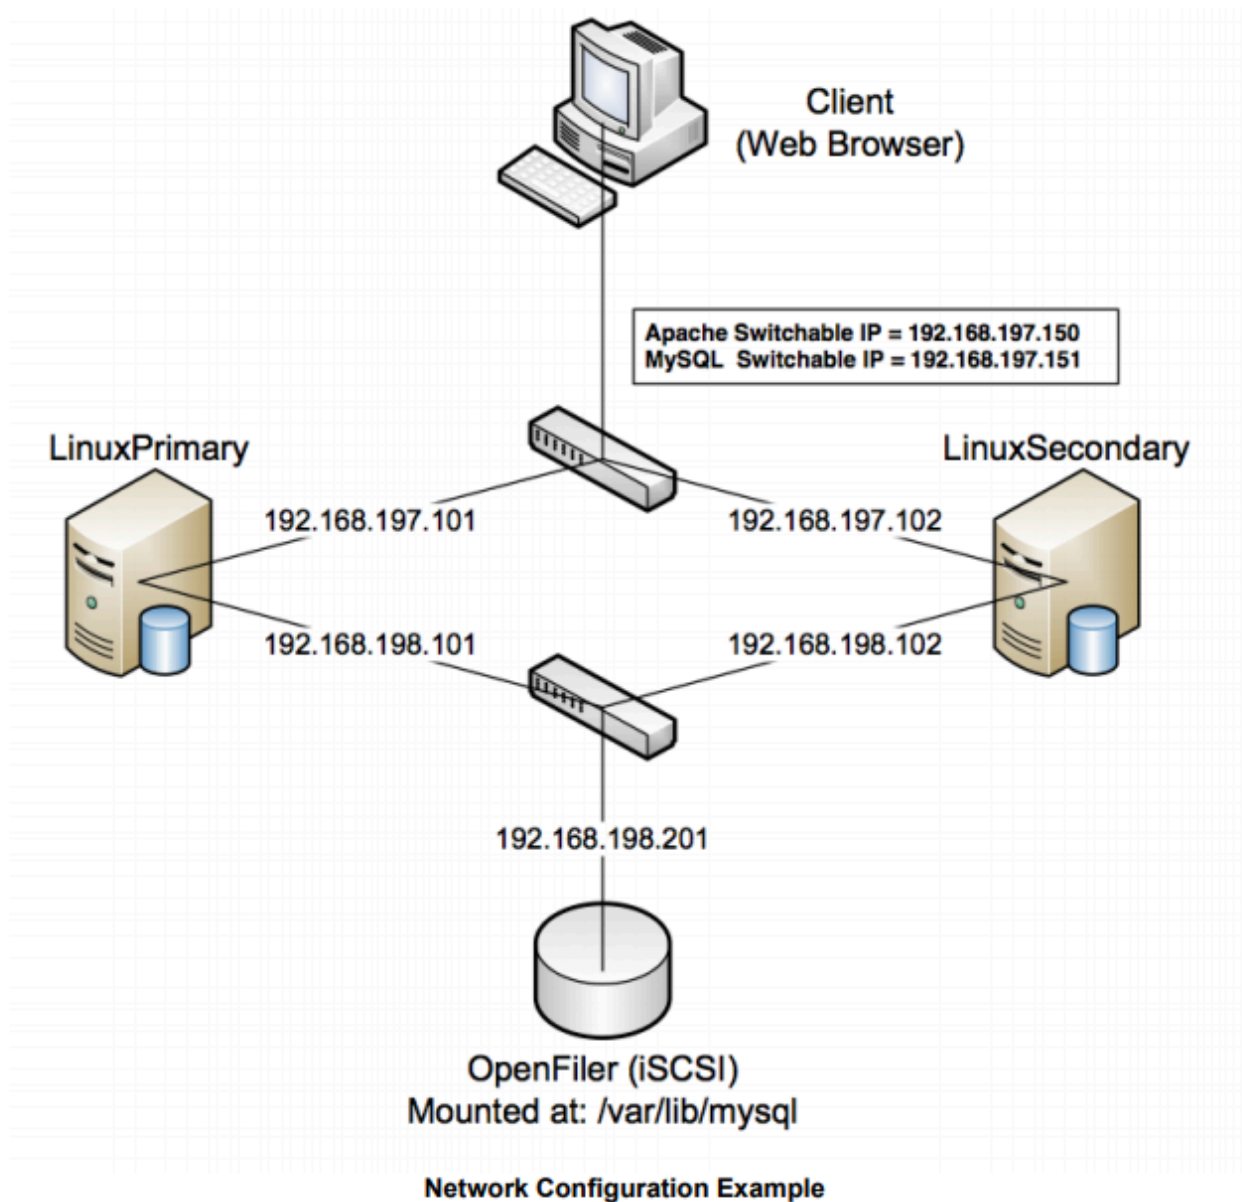 Client
(Web Browser)
Apache Switchable IP = 192.168.197.150
MySQL  Switchable IP = 192.168.197.151
LinuxPrimary
LinuxSecondary
192.168.197.101
192.168.197.102
192.168.198.101
192.168.198.102
192.168.198.201
OpenFiler (iSCSI)
Mounted at: /var/lib/mysql
Network Configuration Example